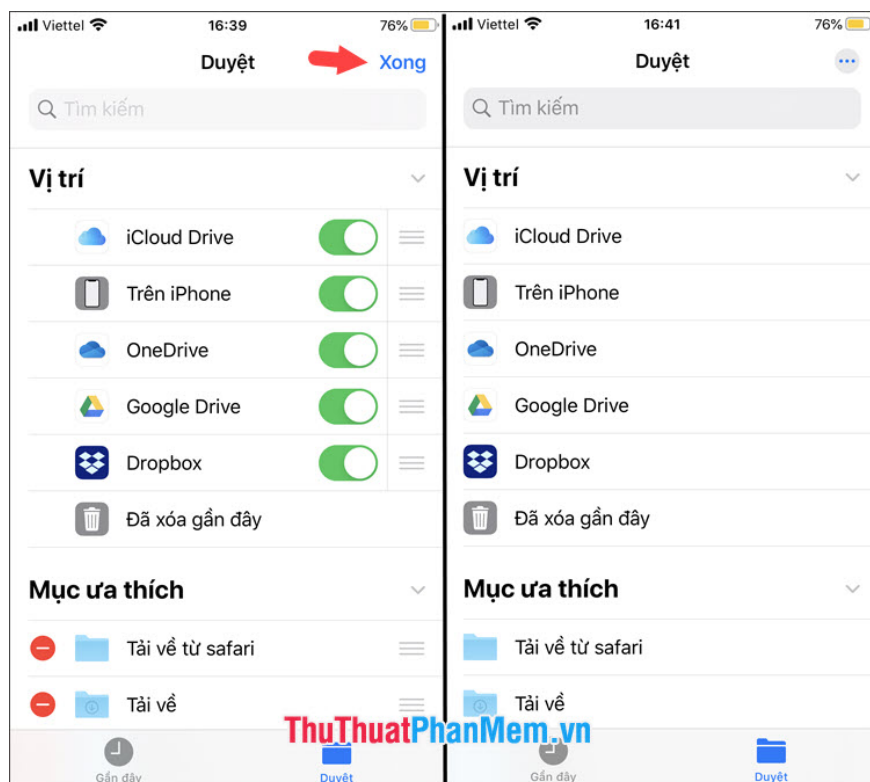 Viettel 16:39 76%
Duyệt Xong
Tìm kiếm
Vị trí
iCloud Drive
Trên iPhone
OneDrive
Google Drive
Dropbox
Đã xóa gần đây
Mục ưa thích
Tải về từ safari
Tải về
Gần đây Duyệt
Viettel 16:41 76%
Duyệt
Tìm kiếm
Vị trí
iCloud Drive
Trên iPhone
OneDrive
Google Drive
Dropbox
Đã xóa gần đây
Mục ưa thích
Tải về từ safari
Tải về
Gần đây Duyệt
ThuThuatPhanMem.vn